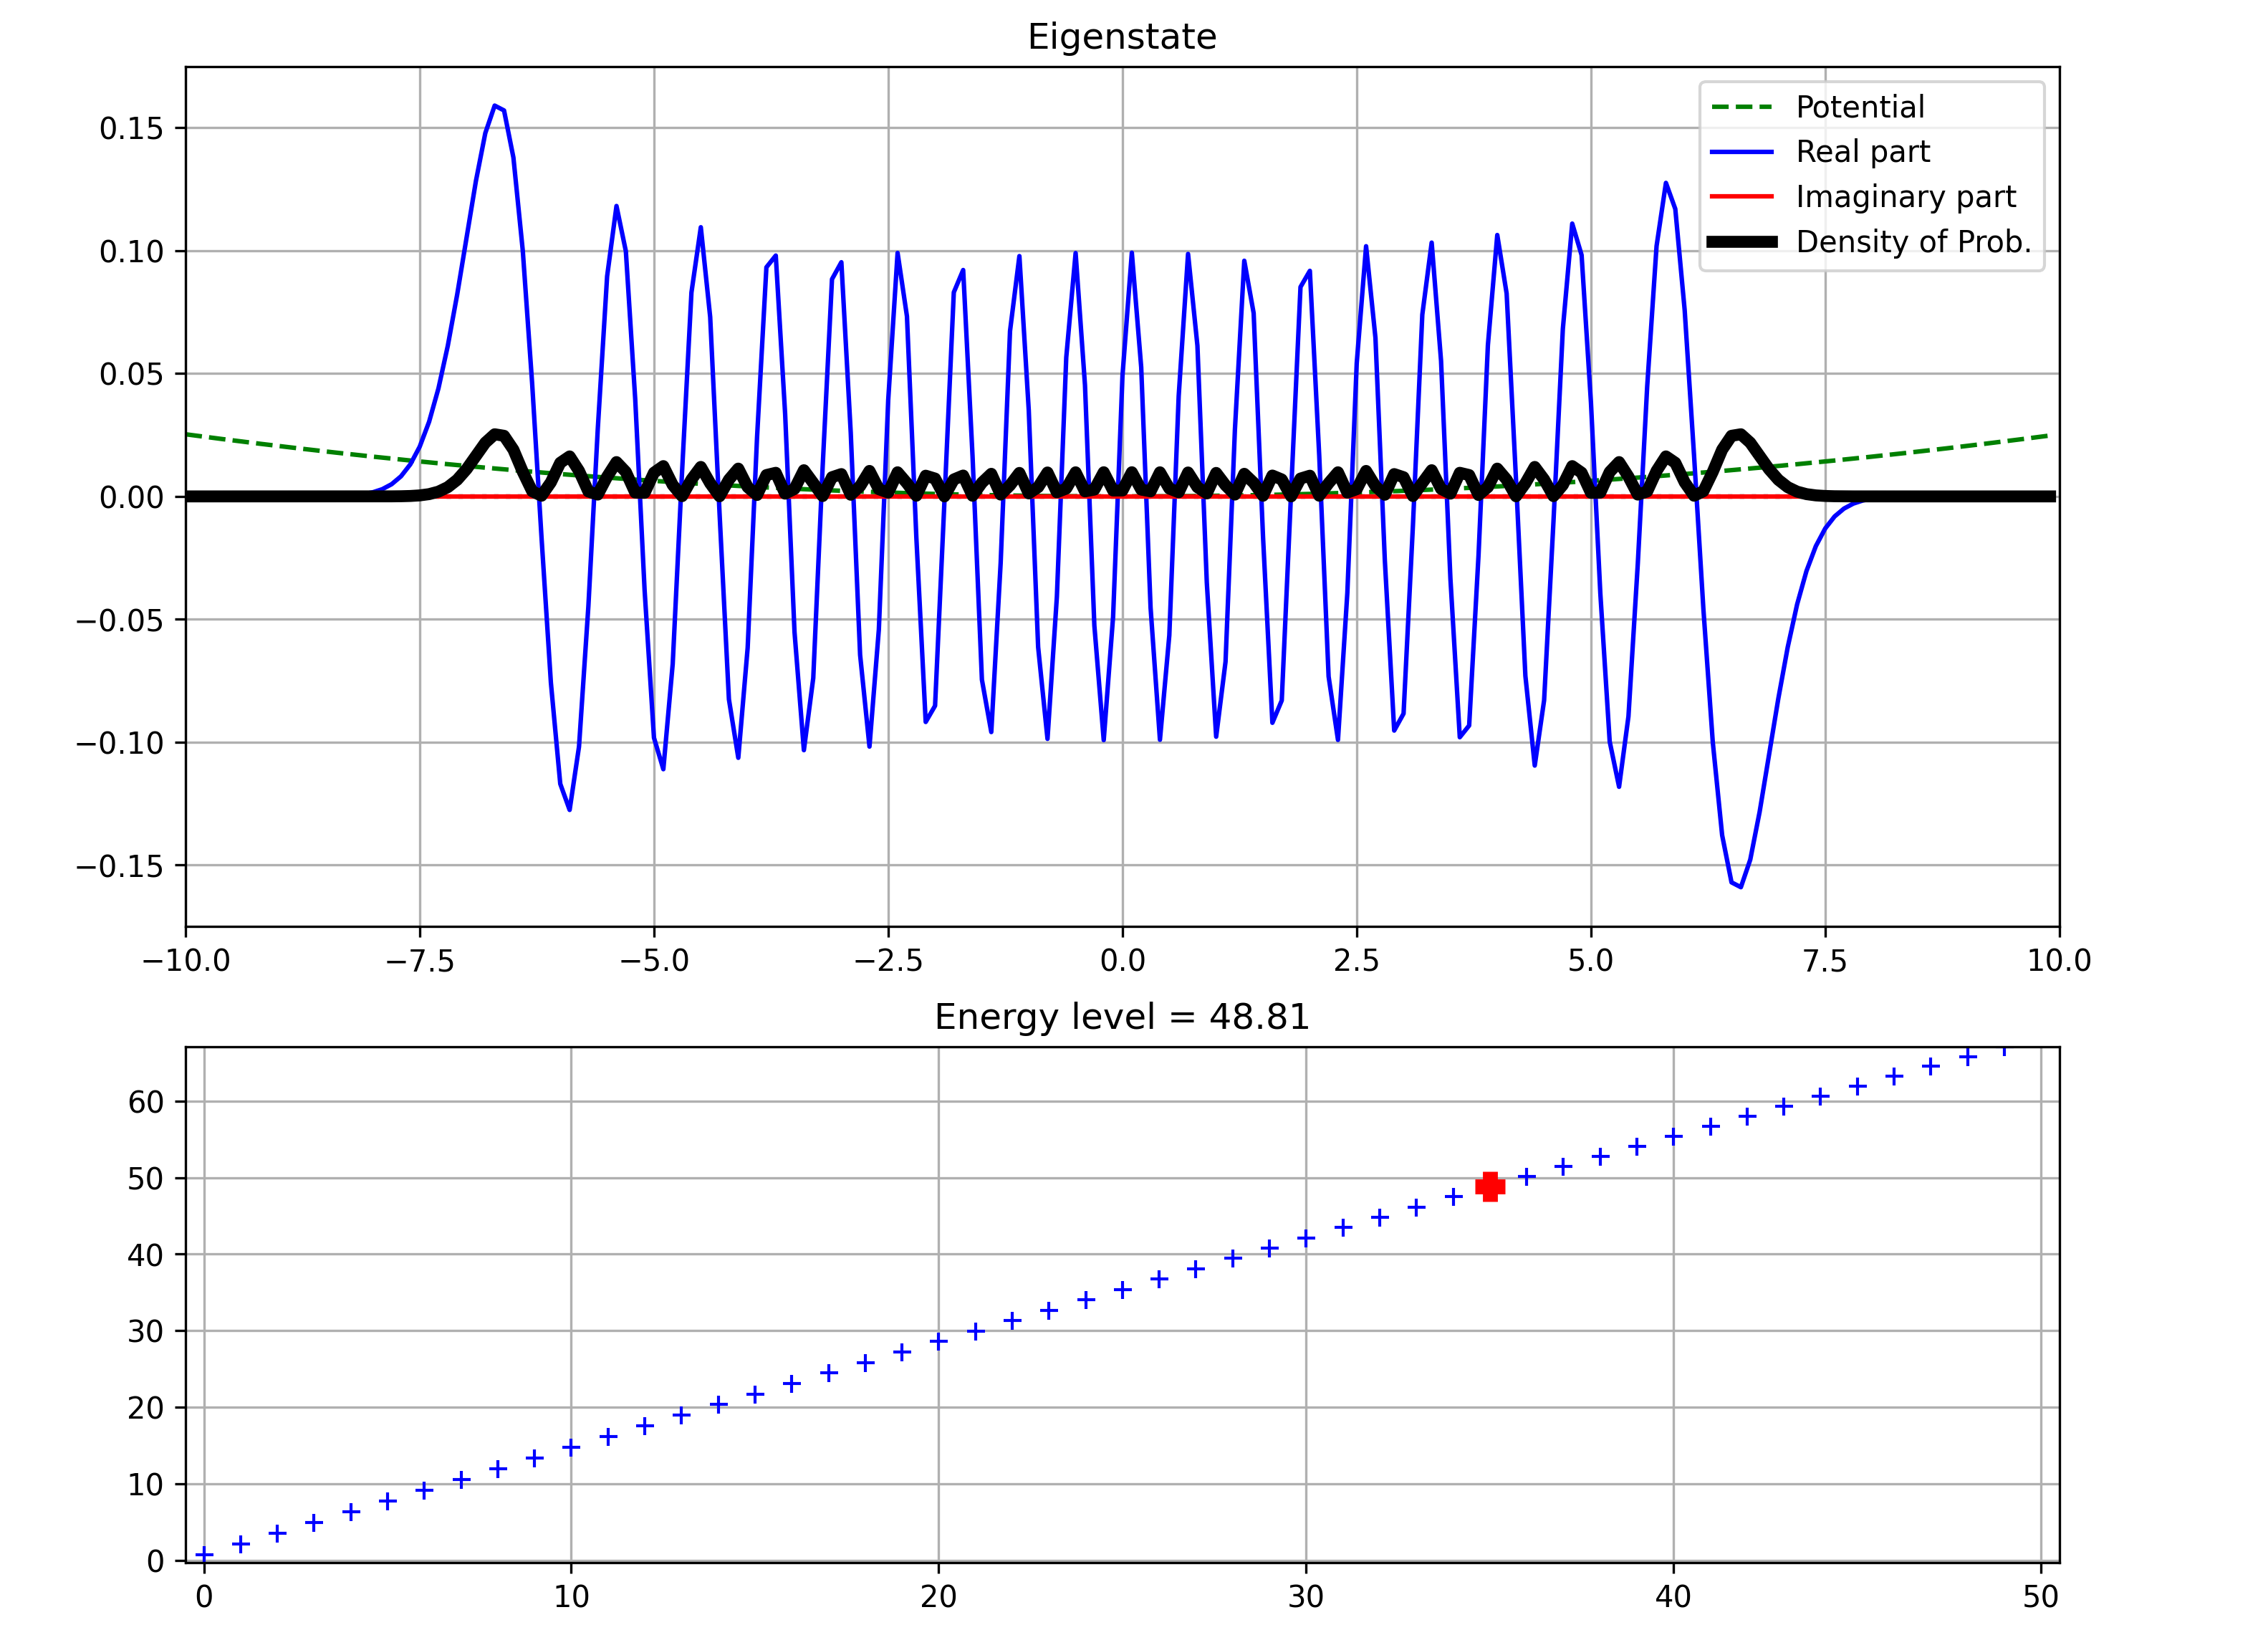 Eigenstate
0.15
0.10
0.05
0.00
−0.05
−0.10
−0.15
Potential
Real part
Imaginary part
Density of Prob.
−10.0 −7.5 −5.0 −2.5 0.0 2.5 5.0 7.5 10.0
Energy level = 48.81
60
50
40
30
20
10
0
0 10 20 30 40 50